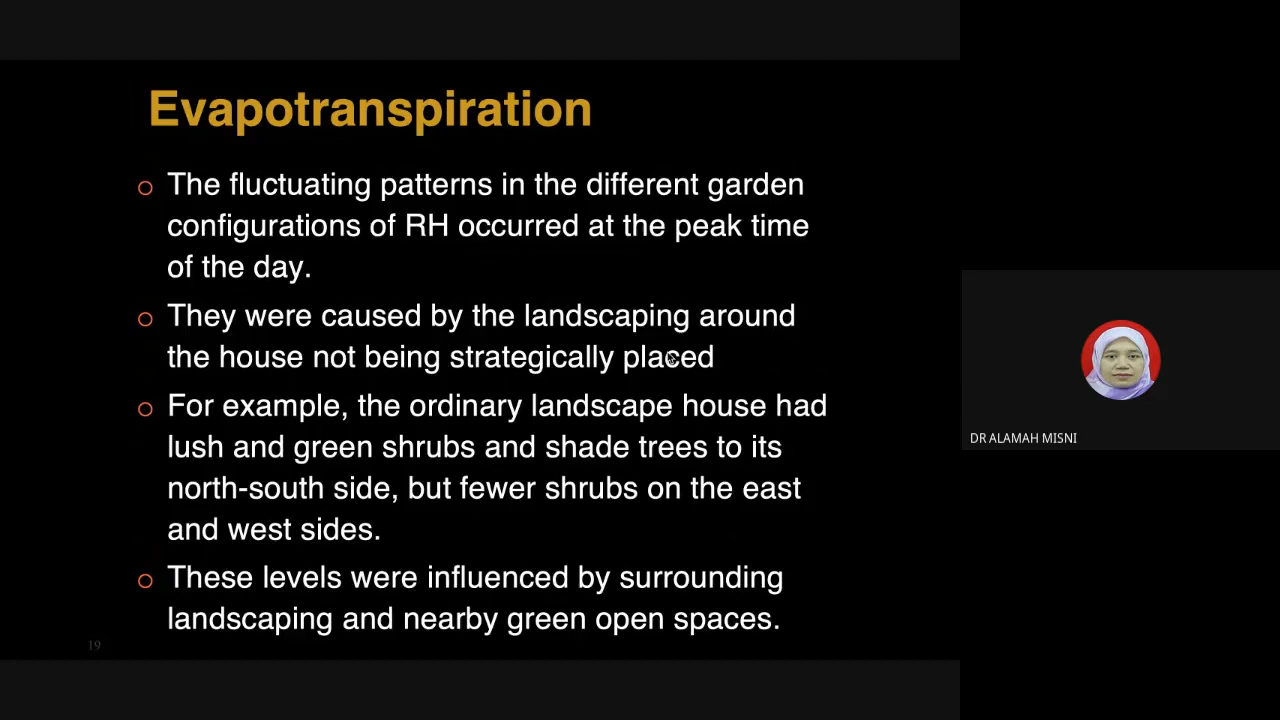 Evapotranspiration
o The fluctuating patterns in the different garden
configurations of RH occurred at the peak time
of the day.
o They were caused by the landscaping around
the house not being strategically placed
o For example, the ordinary landscape house had
lush and green shrubs and shade trees to its
north-south side, but fewer shrubs on the east
and west sides.
o These levels were influenced by surrounding
landscaping and nearby green open spaces.
19
DR ALAMAH MISNI